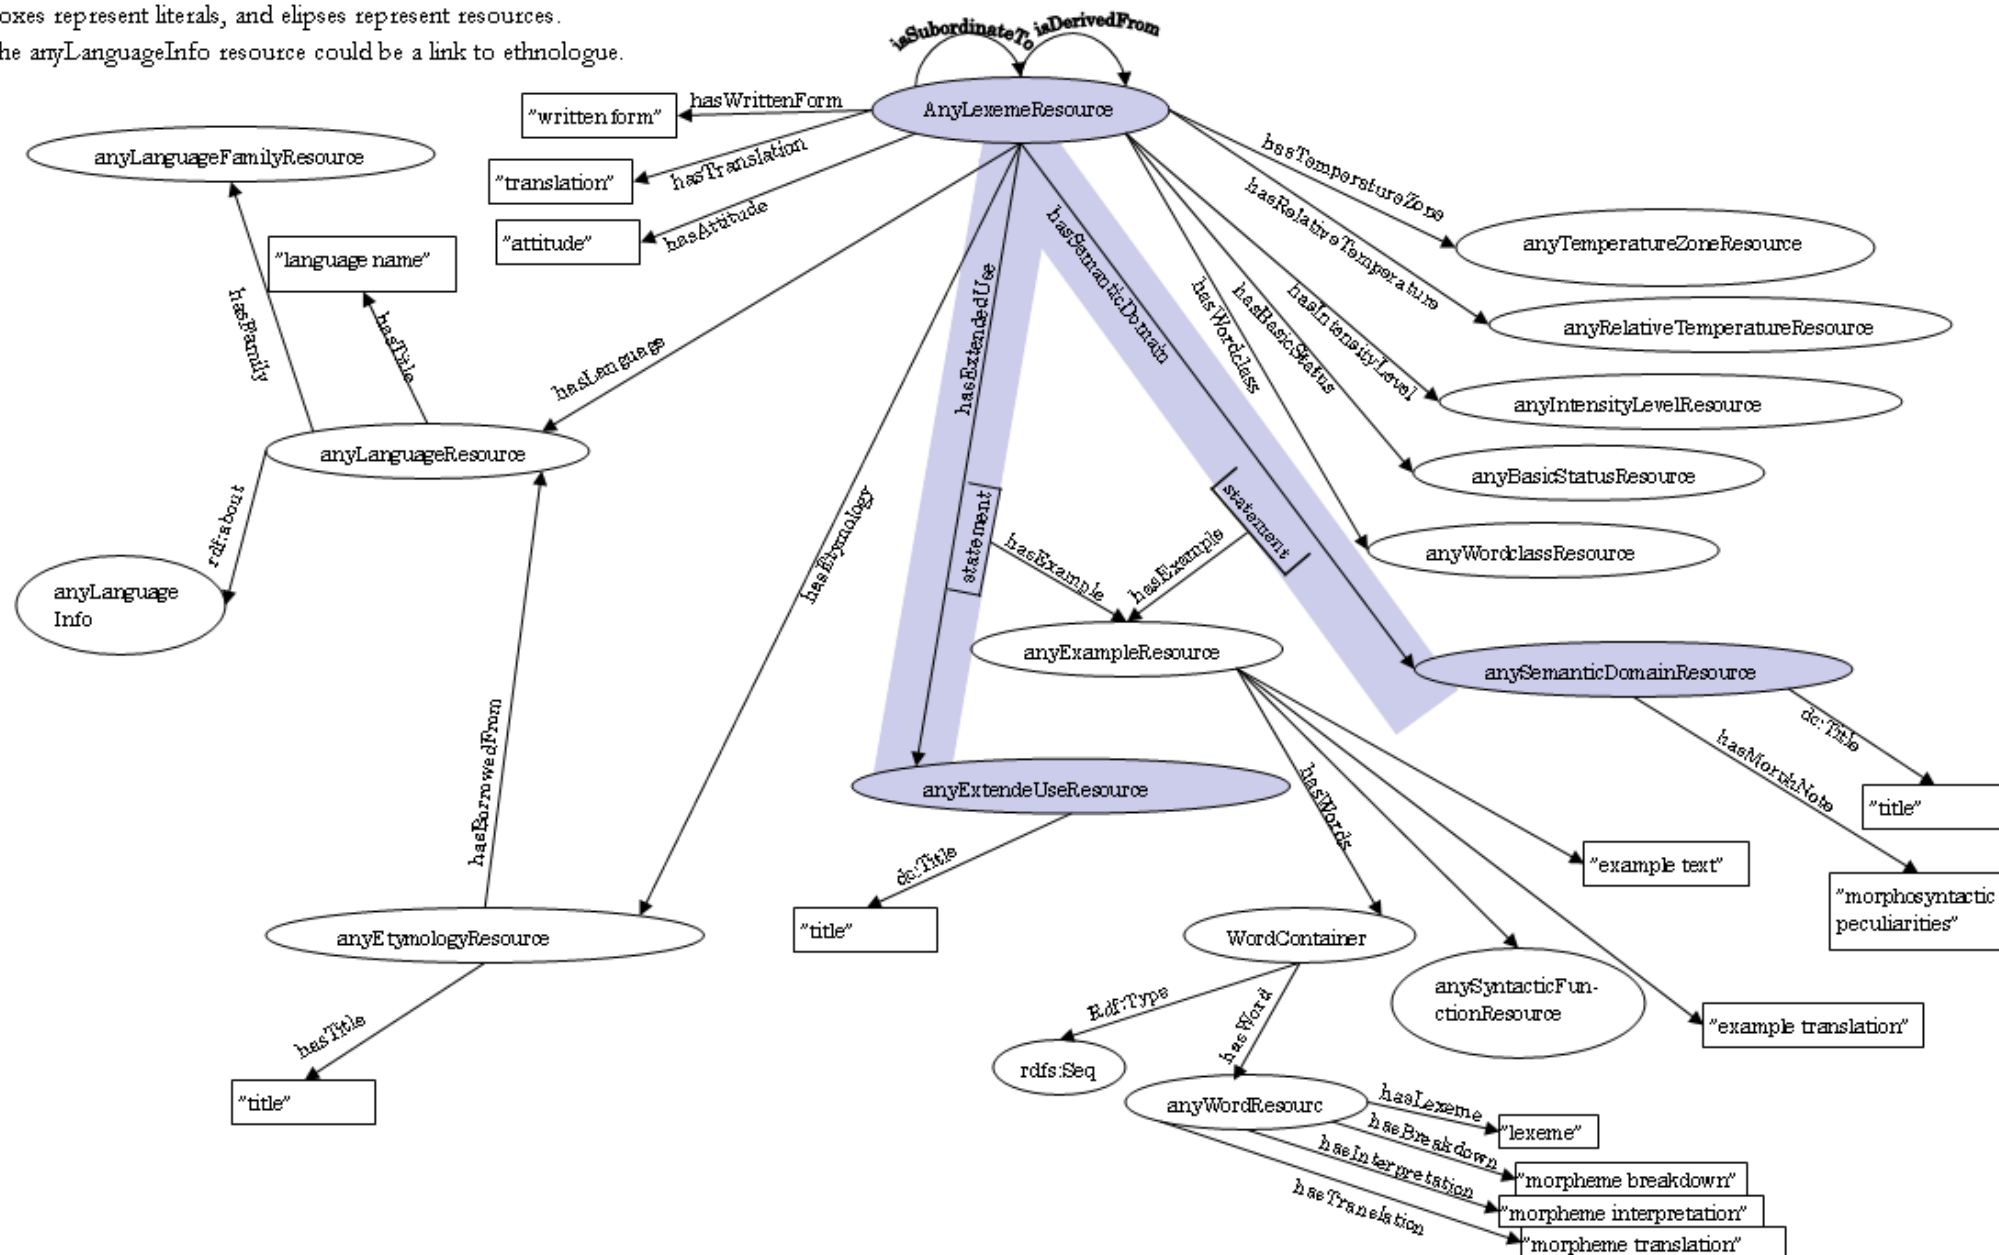 oxes represent literals, and elipses represent resources.
he anyLanguageInfo resource could be a link to ethnologue.
isSubordinateTo
isDerivedFrom
AnyLexemeResource
hasWrittenForm
"written form"
hasTranslation
"translation"
hasAttitude
"attitude"
anyLanguageFamilyResource
"language name"
hasFamily
hasTitle
hasLanguage
anyLanguageResource
rdf:about
anyLanguage
Info
hasTemperatureZone
anyTemperatureZoneResource
hasRelativeTemperature
anyRelativeTemperatureResource
hasIntensityLevel
anyIntensityLevelResource
hasBasicStatus
anyBasicStatusResource
hasWordclass
anyWordclassResource
hasSemanticDomain
hasExtendedUse
hasEtymology
statement
statement
hasExample
hasExample
anyExampleResource
anySemanticDomainResource
dc:Title
"title"
hasMorphNote
"morphosyntactic
peculiarities"
anyExtendeUseResource
dc:Title
"title"
hasBorrowedFrom
anyEtymologyResource
hasTitle
"title"
hasWords
"example text"
WordContainer
anySyntacticFun-
ctionResource
"example translation"
Rdf:Type
rdfs:Seq
hasWord
anyWordResourc
hasLexeme
"lexeme"
hasBreakdown
"morpheme breakdown"
hasInterpretation
"morpheme interpretation"
hasTranslation
"morpheme translation"